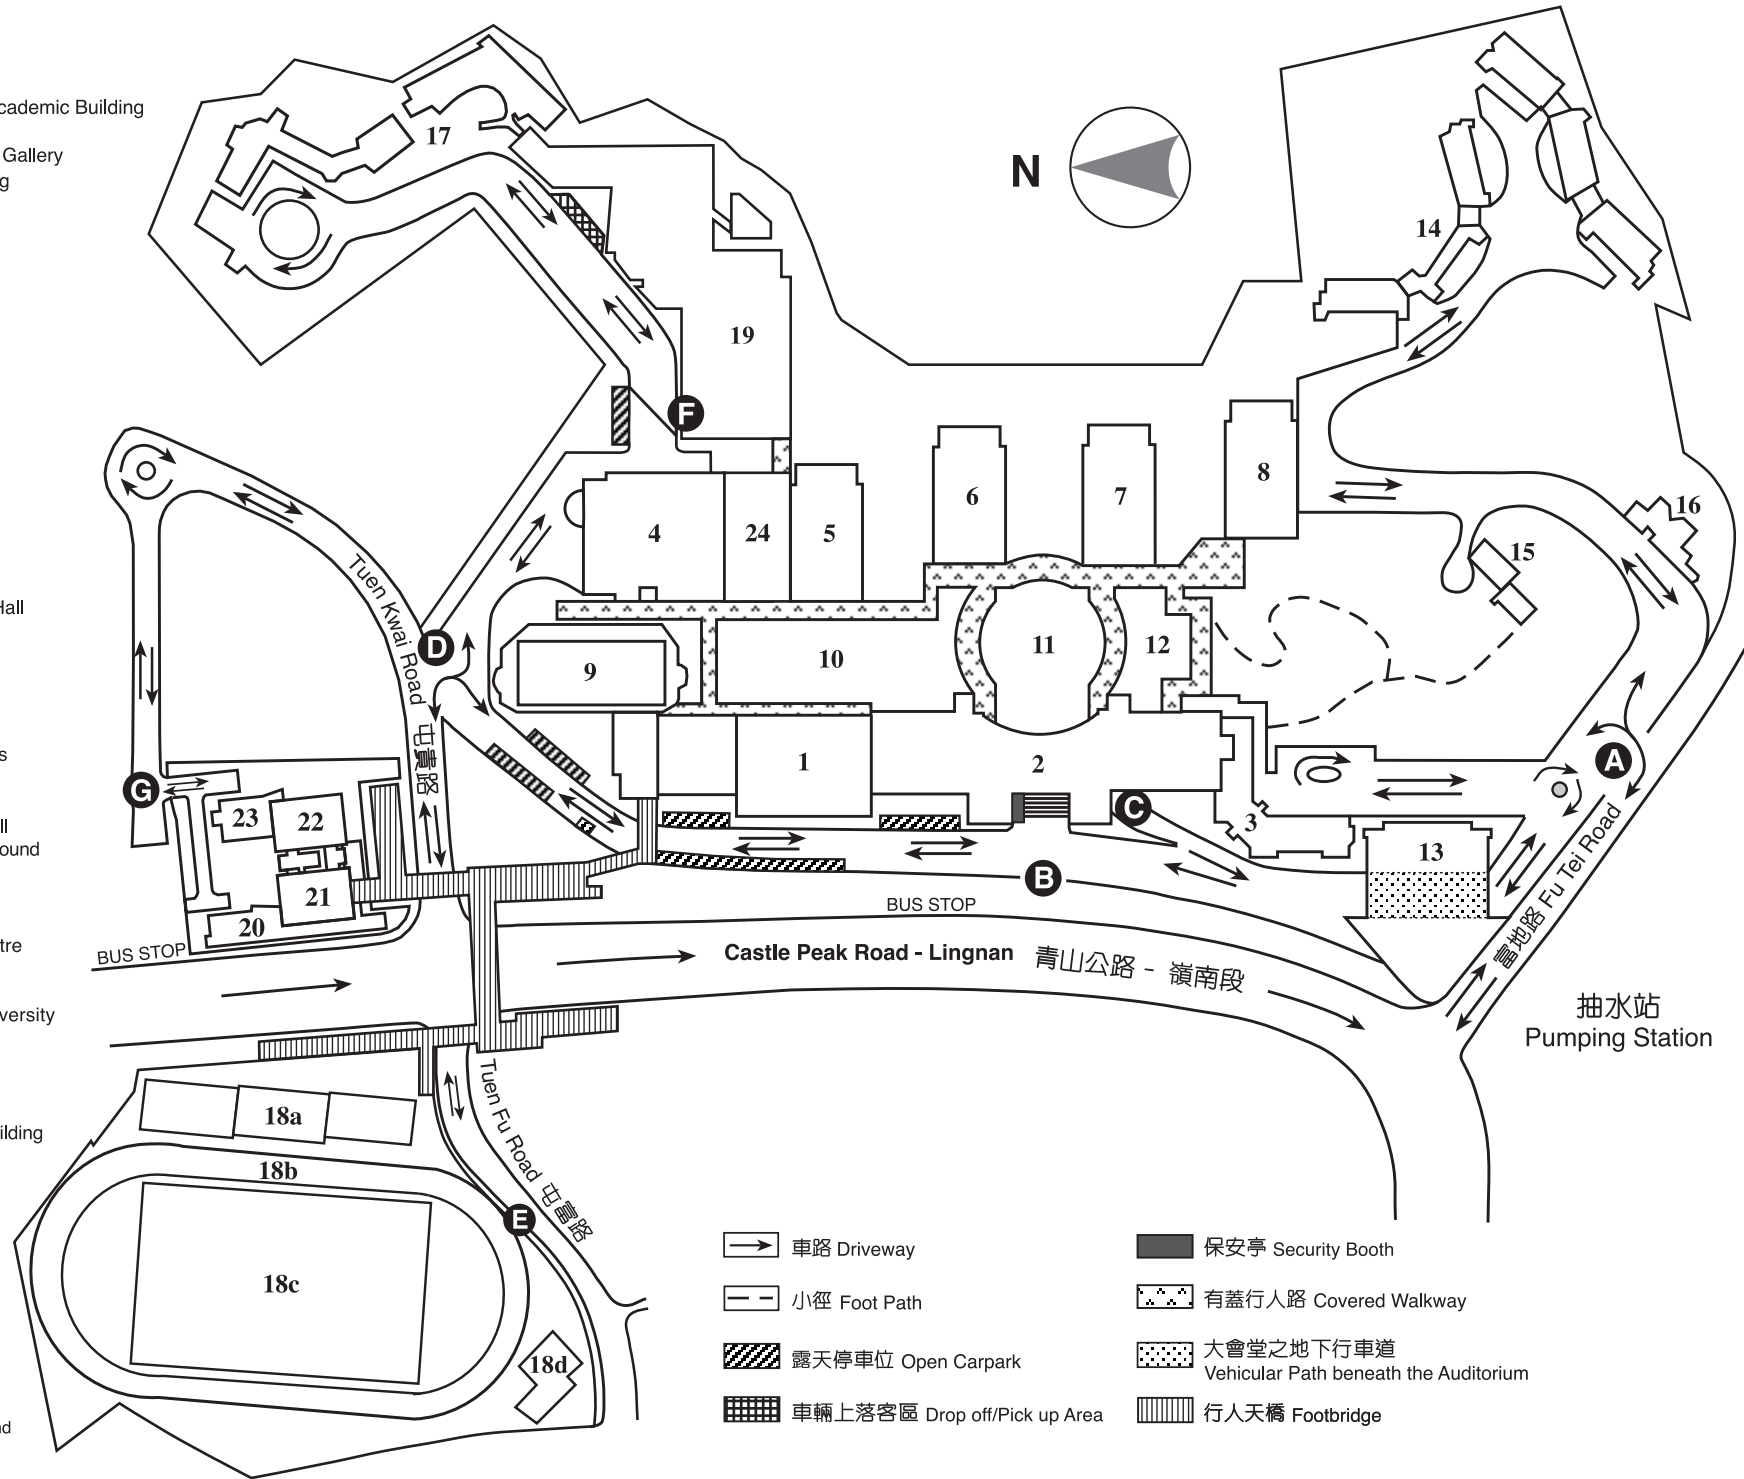 cademic Building
Gallery
g
Hall
s
ll
ound
tre
versity
ilding
nd
17
N
14
19
F
8
6
7
16
4
24
5
15
Tuen Kwai Road 屯貴路
D
9
10
11
12
1
2
A
G
C
3
23
22
13
21
B
20
BUS STOP
BUS STOP
Castle Peak Road - Lingnan 青山公路 - 嶺南段
富地路 Fu Tei Road
抽水站
Pumping Station
Tuen Fu Road 屯富路
18a
18b
E
18c
18d
車路 Driveway
小徑 Foot Path
露天停車位 Open Carpark
車輛上落客區 Drop off/Pick up Area
保安亭 Security Booth
有蓋行人路 Covered Walkway
大會堂之地下行車道
Vehicular Path beneath the Auditorium
行人天橋 Footbridge